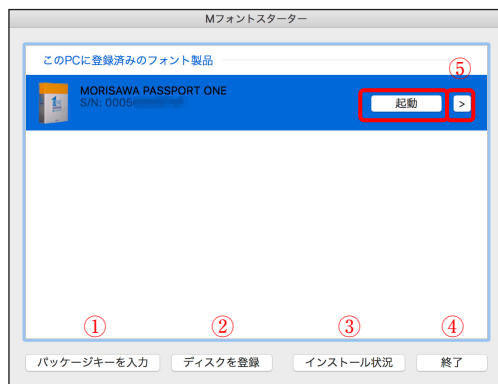 Mフォントスターター
このPCに登録済みのフォント製品
⑤
MORISAWA PASSPORT ONE
S/N: 0005
起動
>
① ② ③ ④
パッケージキーを入力 ディスクを登録 インストール状況 終了